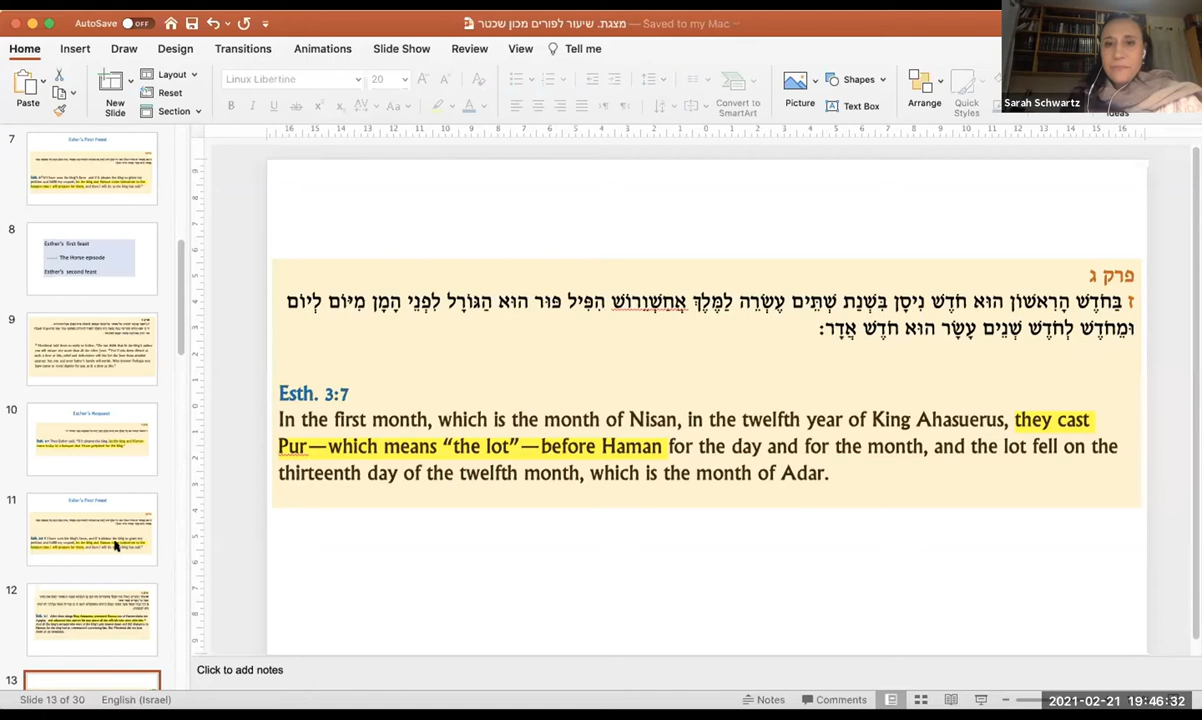 AutoSave OFF
מצגת. שיעור לפורים מכון שכטר — Saved to my Mac
Home Insert Draw Design Transitions Animations Slide Show Review View Tell me
Paste
New Slide
Layout
Reset
Section
Linux Libertine 20
Convert to SmartArt
Picture
Shapes
Text Box
Arrange
Quick Styles
Sarah Schwartz
7
Esther's First Feast
8
Esther's first feast
The Horse episode
Esther's second feast
9
10
Esther's Request
11
Esther's First Feast
12
13
פרק ג
ז בַּחֹדֶשׁ הָרִאשׁוֹן הוּא חֹדֶשׁ נִיסָן בִּשְׁנַת שְׁתֵּים עֶשְׂרֵה לַמֶּלֶךְ אֲחַשְׁוֵרוֹשׁ הִפִּיל פּוּר הוּא הַגּוֹרָל לִפְנֵי הָמָן מִיּוֹם לְיוֹם
וּמֵחֹדֶשׁ לְחֹדֶשׁ שְׁנֵים עָשָׂר הוּא חֹדֶשׁ אֲדָר:
Esth. 3:7
In the first month, which is the month of Nisan, in the twelfth year of King Ahasuerus, they cast
Pur—which means “the lot”—before Haman for the day and for the month, and the lot fell on the
thirteenth day of the twelfth month, which is the month of Adar.
Click to add notes
Slide 13 of 30 English (Israel) Notes Comments
2021-02-21 19:46:32